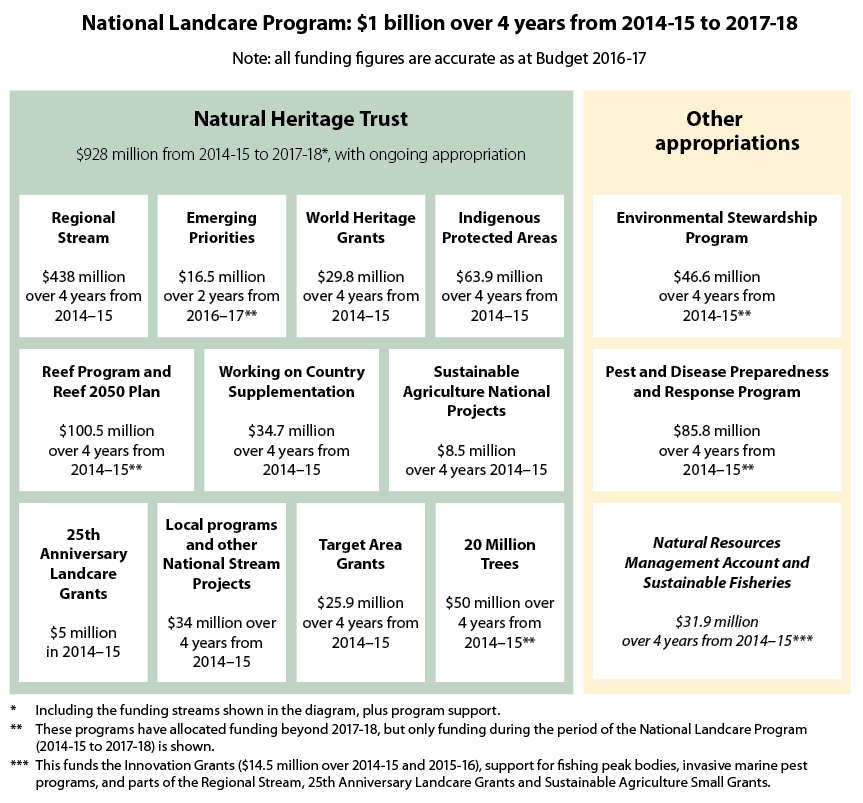 National Landcare Program: $1 billion over 4 years from 2014-15 to 2017-18
Note: all funding figures are accurate as at Budget 2016-17
Natural Heritage Trust
$928 million from 2014-15 to 2017-18*, with ongoing appropriation
Regional
Stream
$438 million
over 4 years from
2014–15
Emerging
Priorities
$16.5 million
over 2 years from
2016–17**
World Heritage
Grants
$29.8 million
over 4 years from
2014–15
Indigenous
Protected Areas
$63.9 million
over 4 years from
2014–15
Reef Program and
Reef 2050 Plan
$100.5 million
over 4 years from
2014–15**
Working on Country
Supplementation
$34.7 million
over 4 years from
2014–15
Sustainable
Agriculture National
Projects
$8.5 million
over 4 years 2014–15
25th
Anniversary
Landcare
Grants
$5 million
in 2014–15
Local programs
and other
National Stream
Projects
$34 million over
4 years from
2014–15
Target Area
Grants
$25.9 million
over 4 years from
2014–15
20 Million
Trees
$50 million over
4 years from
2014–15**
Other
appropriations
Environmental Stewardship
Program
$46.6 million
over 4 years from
2014-15**
Pest and Disease Preparedness
and Response Program
$85.8 million
over 4 years from
2014–15**
Natural Resources
Management Account and
Sustainable Fisheries
$31.9 million
over 4 years from 2014–15***
* Including the funding streams shown in the diagram, plus program support.
** These programs have allocated funding beyond 2017-18, but only funding during the period of the National Landcare Program
(2014-15 to 2017-18) is shown.
*** This funds the Innovation Grants ($14.5 million over 2014-15 and 2015-16), support for fishing peak bodies, invasive marine pest
programs, and parts of the Regional Stream, 25th Anniversary Landcare Grants and Sustainable Agriculture Small Grants.